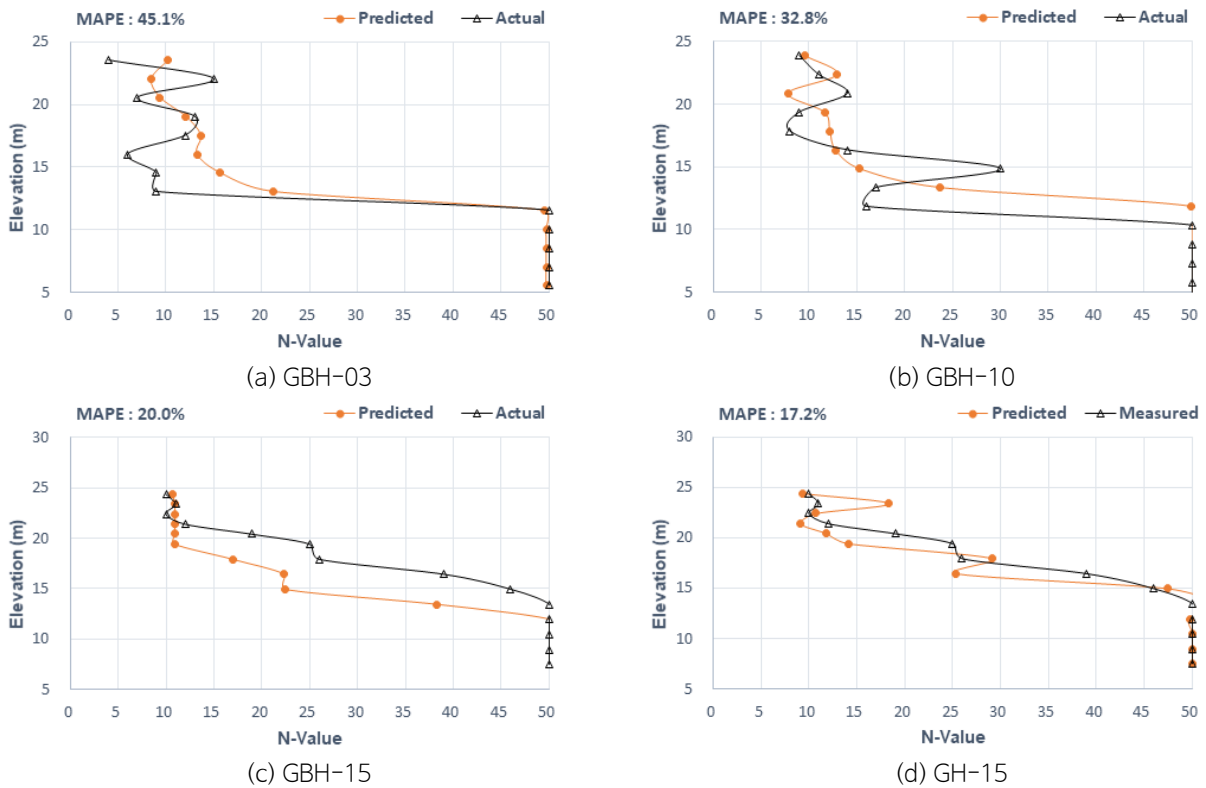 MAPE : 45.1% Predicted Actual
25
20
15
10
5
0 5 10 15 20 25 30 35 40 45 50
Elevation (m)
N-Value
(a) GBH-03
MAPE : 32.8% Predicted Actual
25
20
15
10
5
0 5 10 15 20 25 30 35 40 45 50
Elevation (m)
N-Value
(b) GBH-10
MAPE : 20.0% Predicted Actual
30
25
20
15
10
5
0 5 10 15 20 25 30 35 40 45 50
Elevation (m)
N-Value
(c) GBH-15
MAPE : 17.2% Predicted Measured
30
25
20
15
10
5
0 5 10 15 20 25 30 35 40 45 50
Elevation (m)
N-Value
(d) GH-15